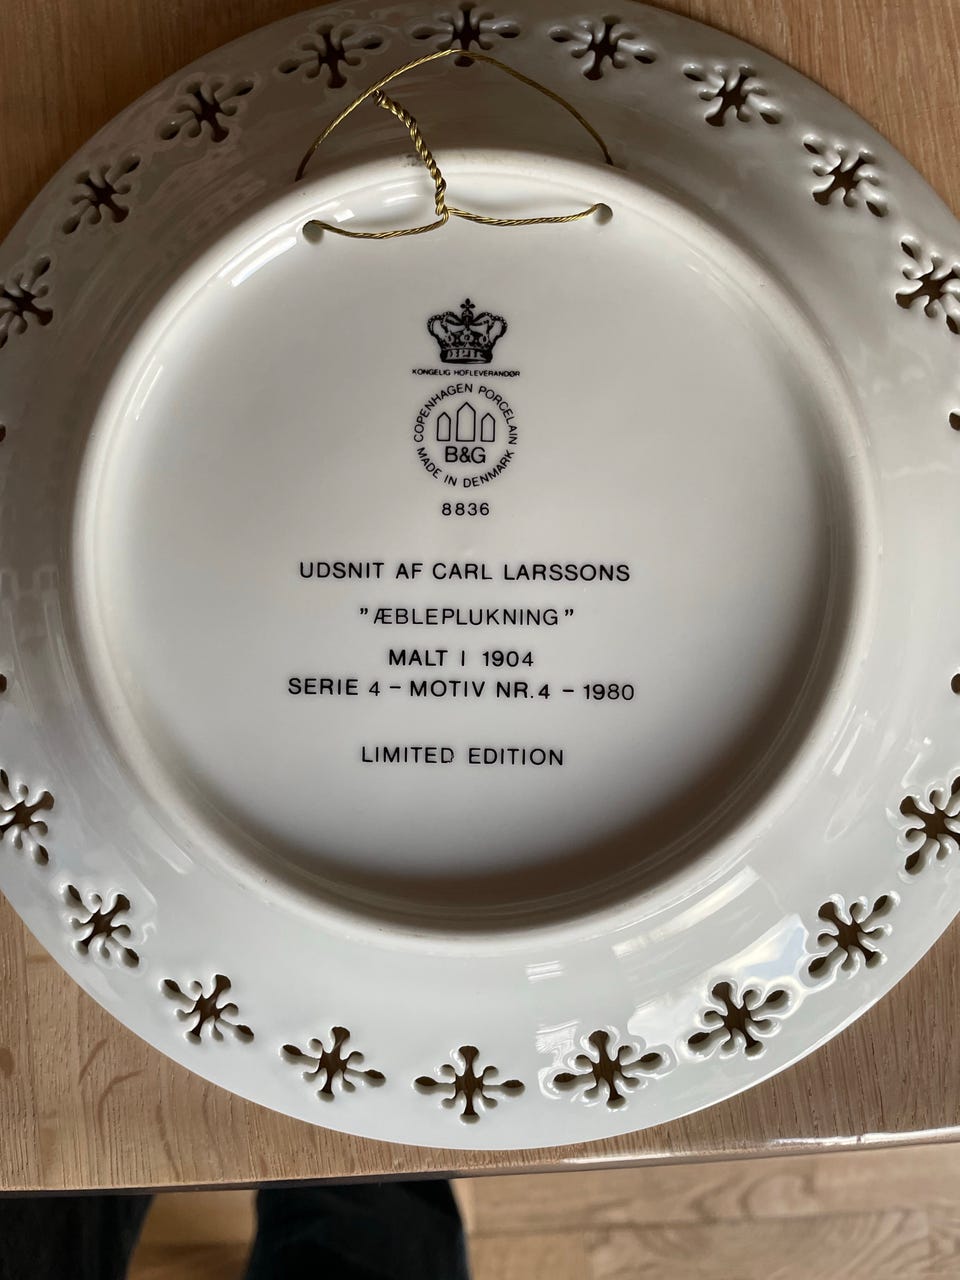 KONGELIG HOFLEVERANDØR
COPENHAGEN PORCELAIN
B&G
MADE IN DENMARK
8836
UDSNIT AF CARL LARSSONS
”ÆBLEPLUKNING”
MALT I 1904
SERIE 4 – MOTIV NR. 4 – 1980
LIMITED EDITION